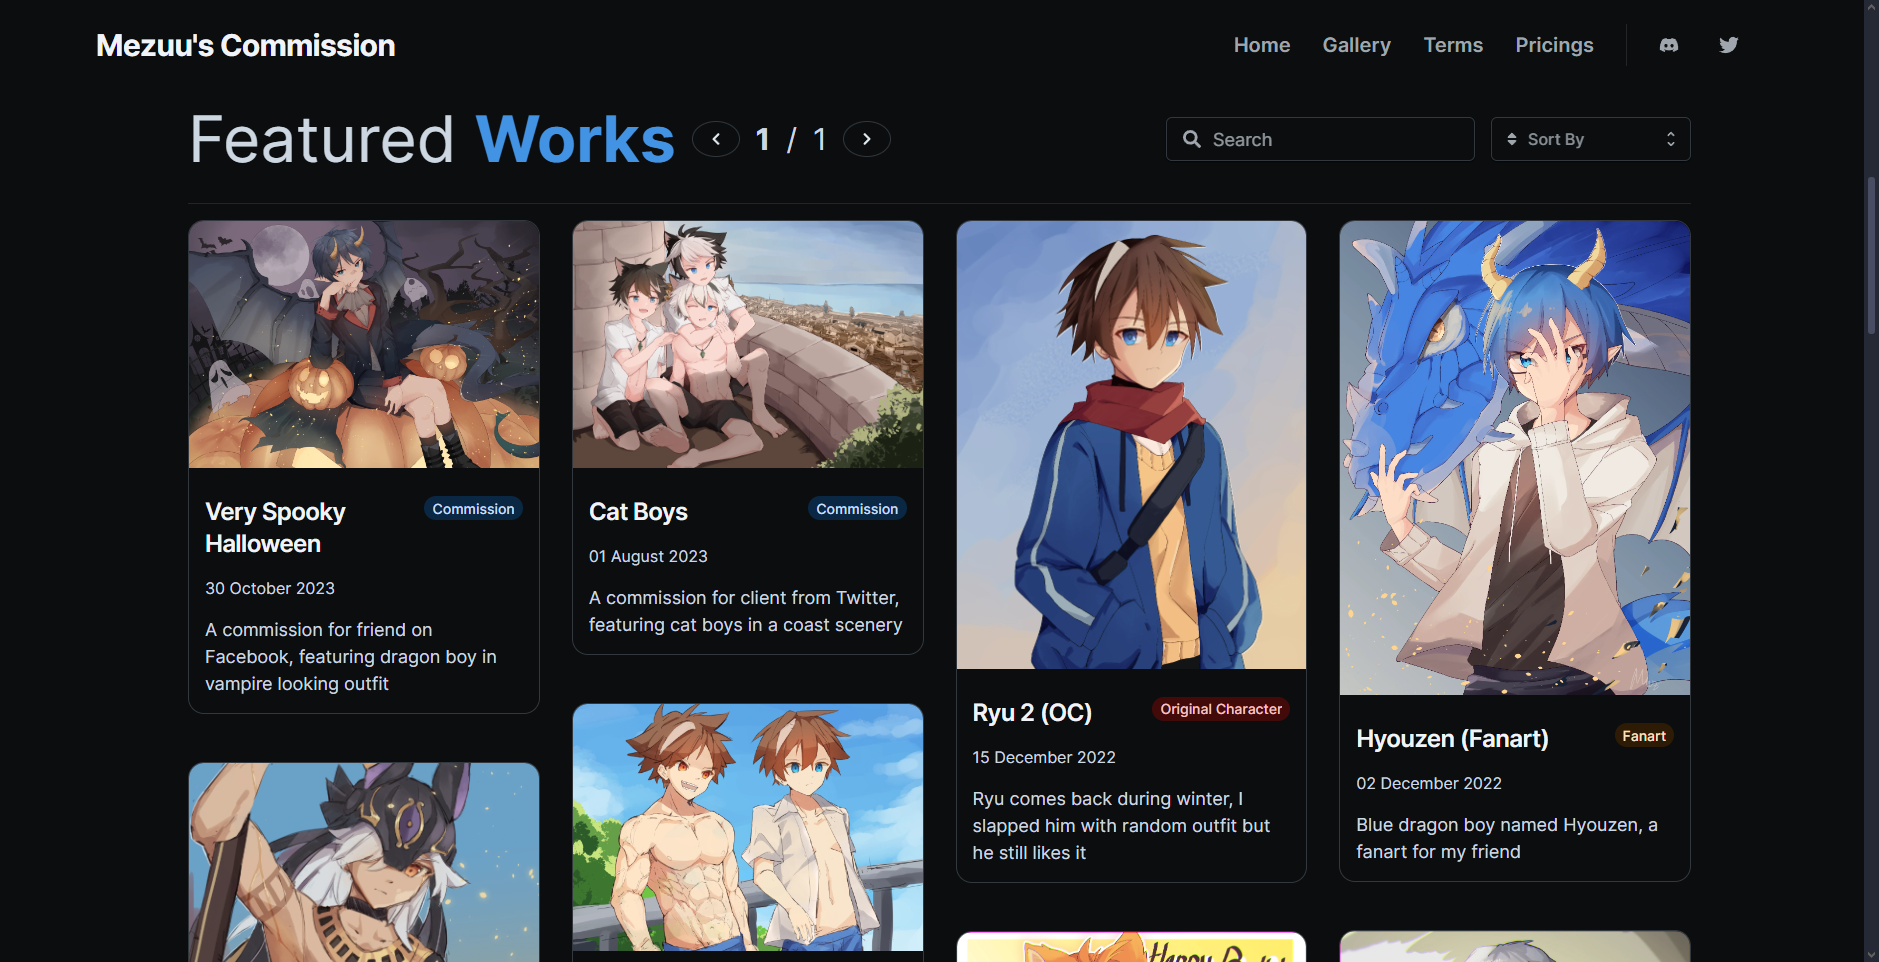 Mezuu's Commission
Home
Gallery
Terms
Pricings
Featured Works
1 / 1
Search
Sort By
Very Spooky
Halloween
Commission
30 October 2023
A commission for friend on
Facebook, featuring dragon boy in
vampire looking outfit
Cat Boys
Commission
01 August 2023
A commission for client from Twitter,
featuring cat boys in a coast scenery
Ryu 2 (OC)
Original Character
15 December 2022
Ryu comes back during winter, I
slapped him with random outfit but
he still likes it
Hyouzen (Fanart)
Fanart
02 December 2022
Blue dragon boy named Hyouzen, a
fanart for my friend
Happy